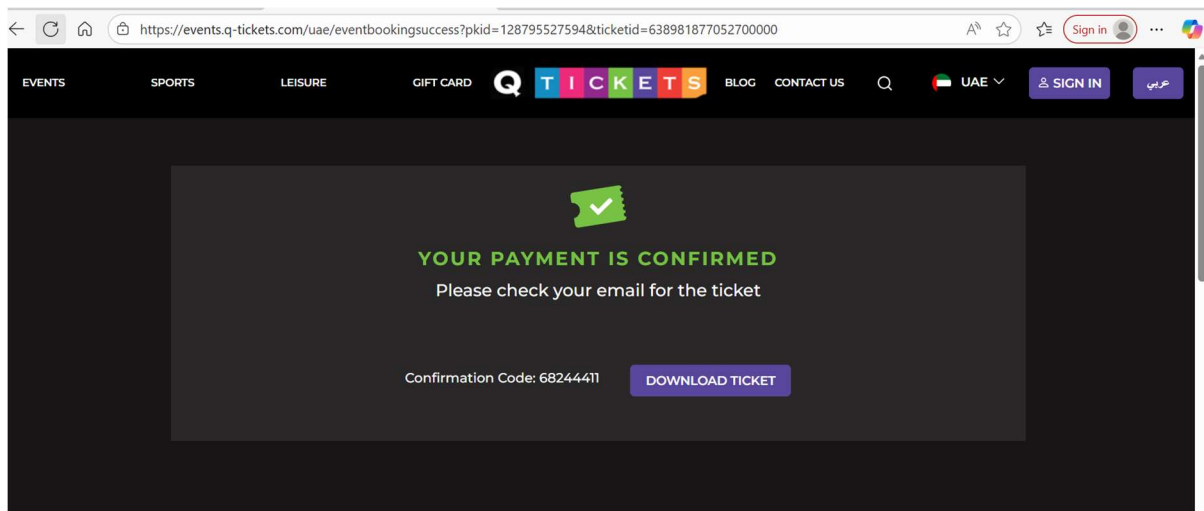 https://events.q-tickets.com/uae/eventbookingsuccess?pkid=128795527594&ticketid=638981877052700000
Sign in
EVENTS SPORTS LEISURE GIFT CARD Q TICKETS BLOG CONTACT US UAE SIGN IN عربي
YOUR PAYMENT IS CONFIRMED
Please check your email for the ticket
Confirmation Code: 68244411 DOWNLOAD TICKET